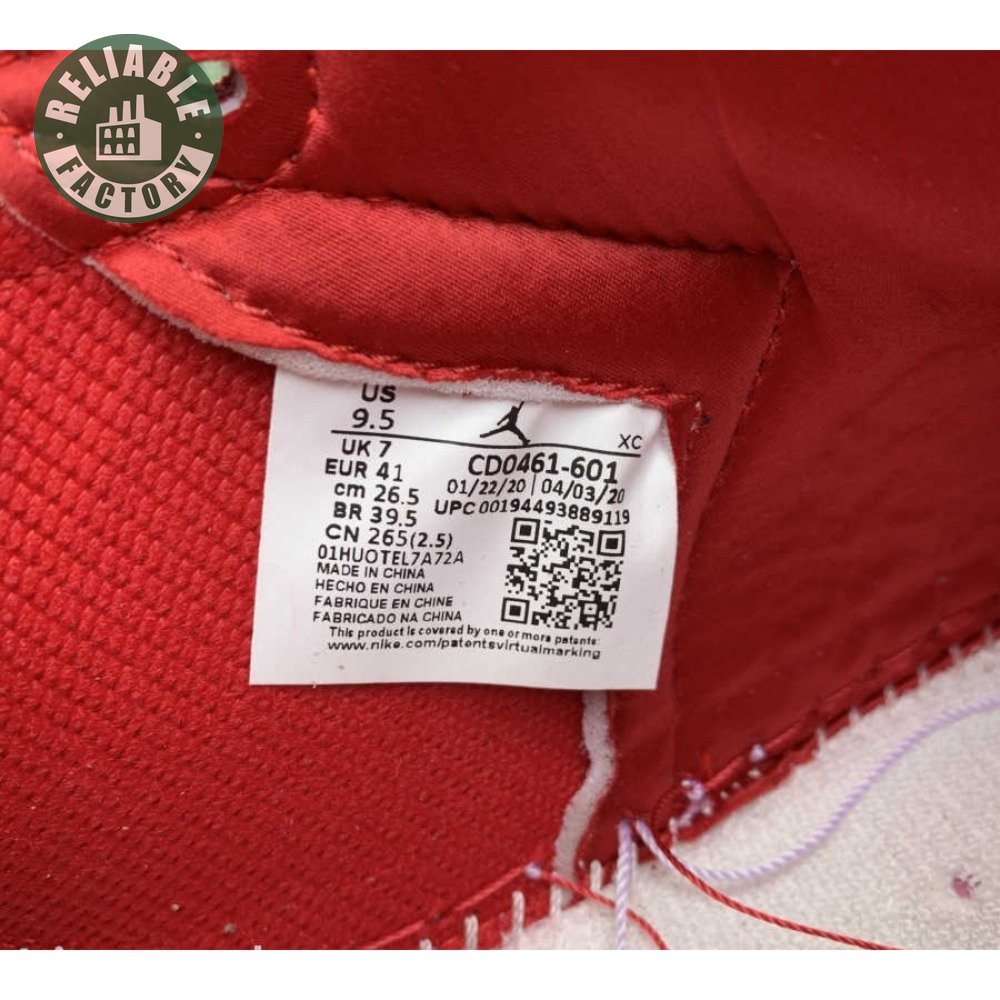 RELIABLE
FACTORY
US
9.5
XC
UK 7
CD0461-601
EUR 41
01/22/20 | 04/03/20
cm 26.5
UPC 00194493889119
BR 39.5
CN 265(2.5)
01HUOTEL7A72A
MADE IN CHINA
HECHO EN CHINA
FABRIQUE EN CHINE
FABRICADO NA CHINA
This product is covered by one or more patents:
www.nike.com/patentsvirtualmarking